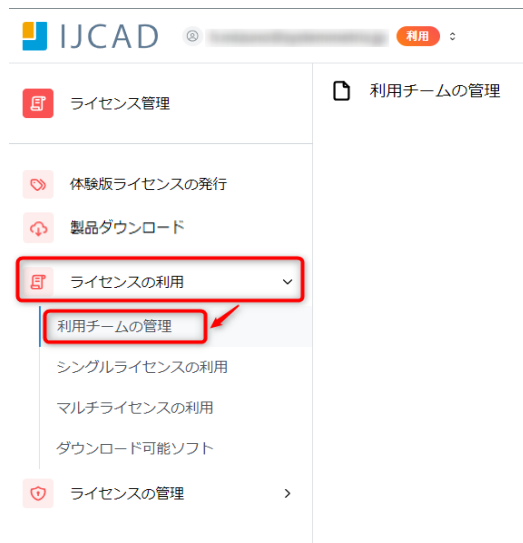 IJCAD
利用
ライセンス管理
利用チームの管理
体験版ライセンスの発行
製品ダウンロード
ライセンスの利用
利用チームの管理
シングルライセンスの利用
マルチライセンスの利用
ダウンロード可能ソフト
ライセンスの管理